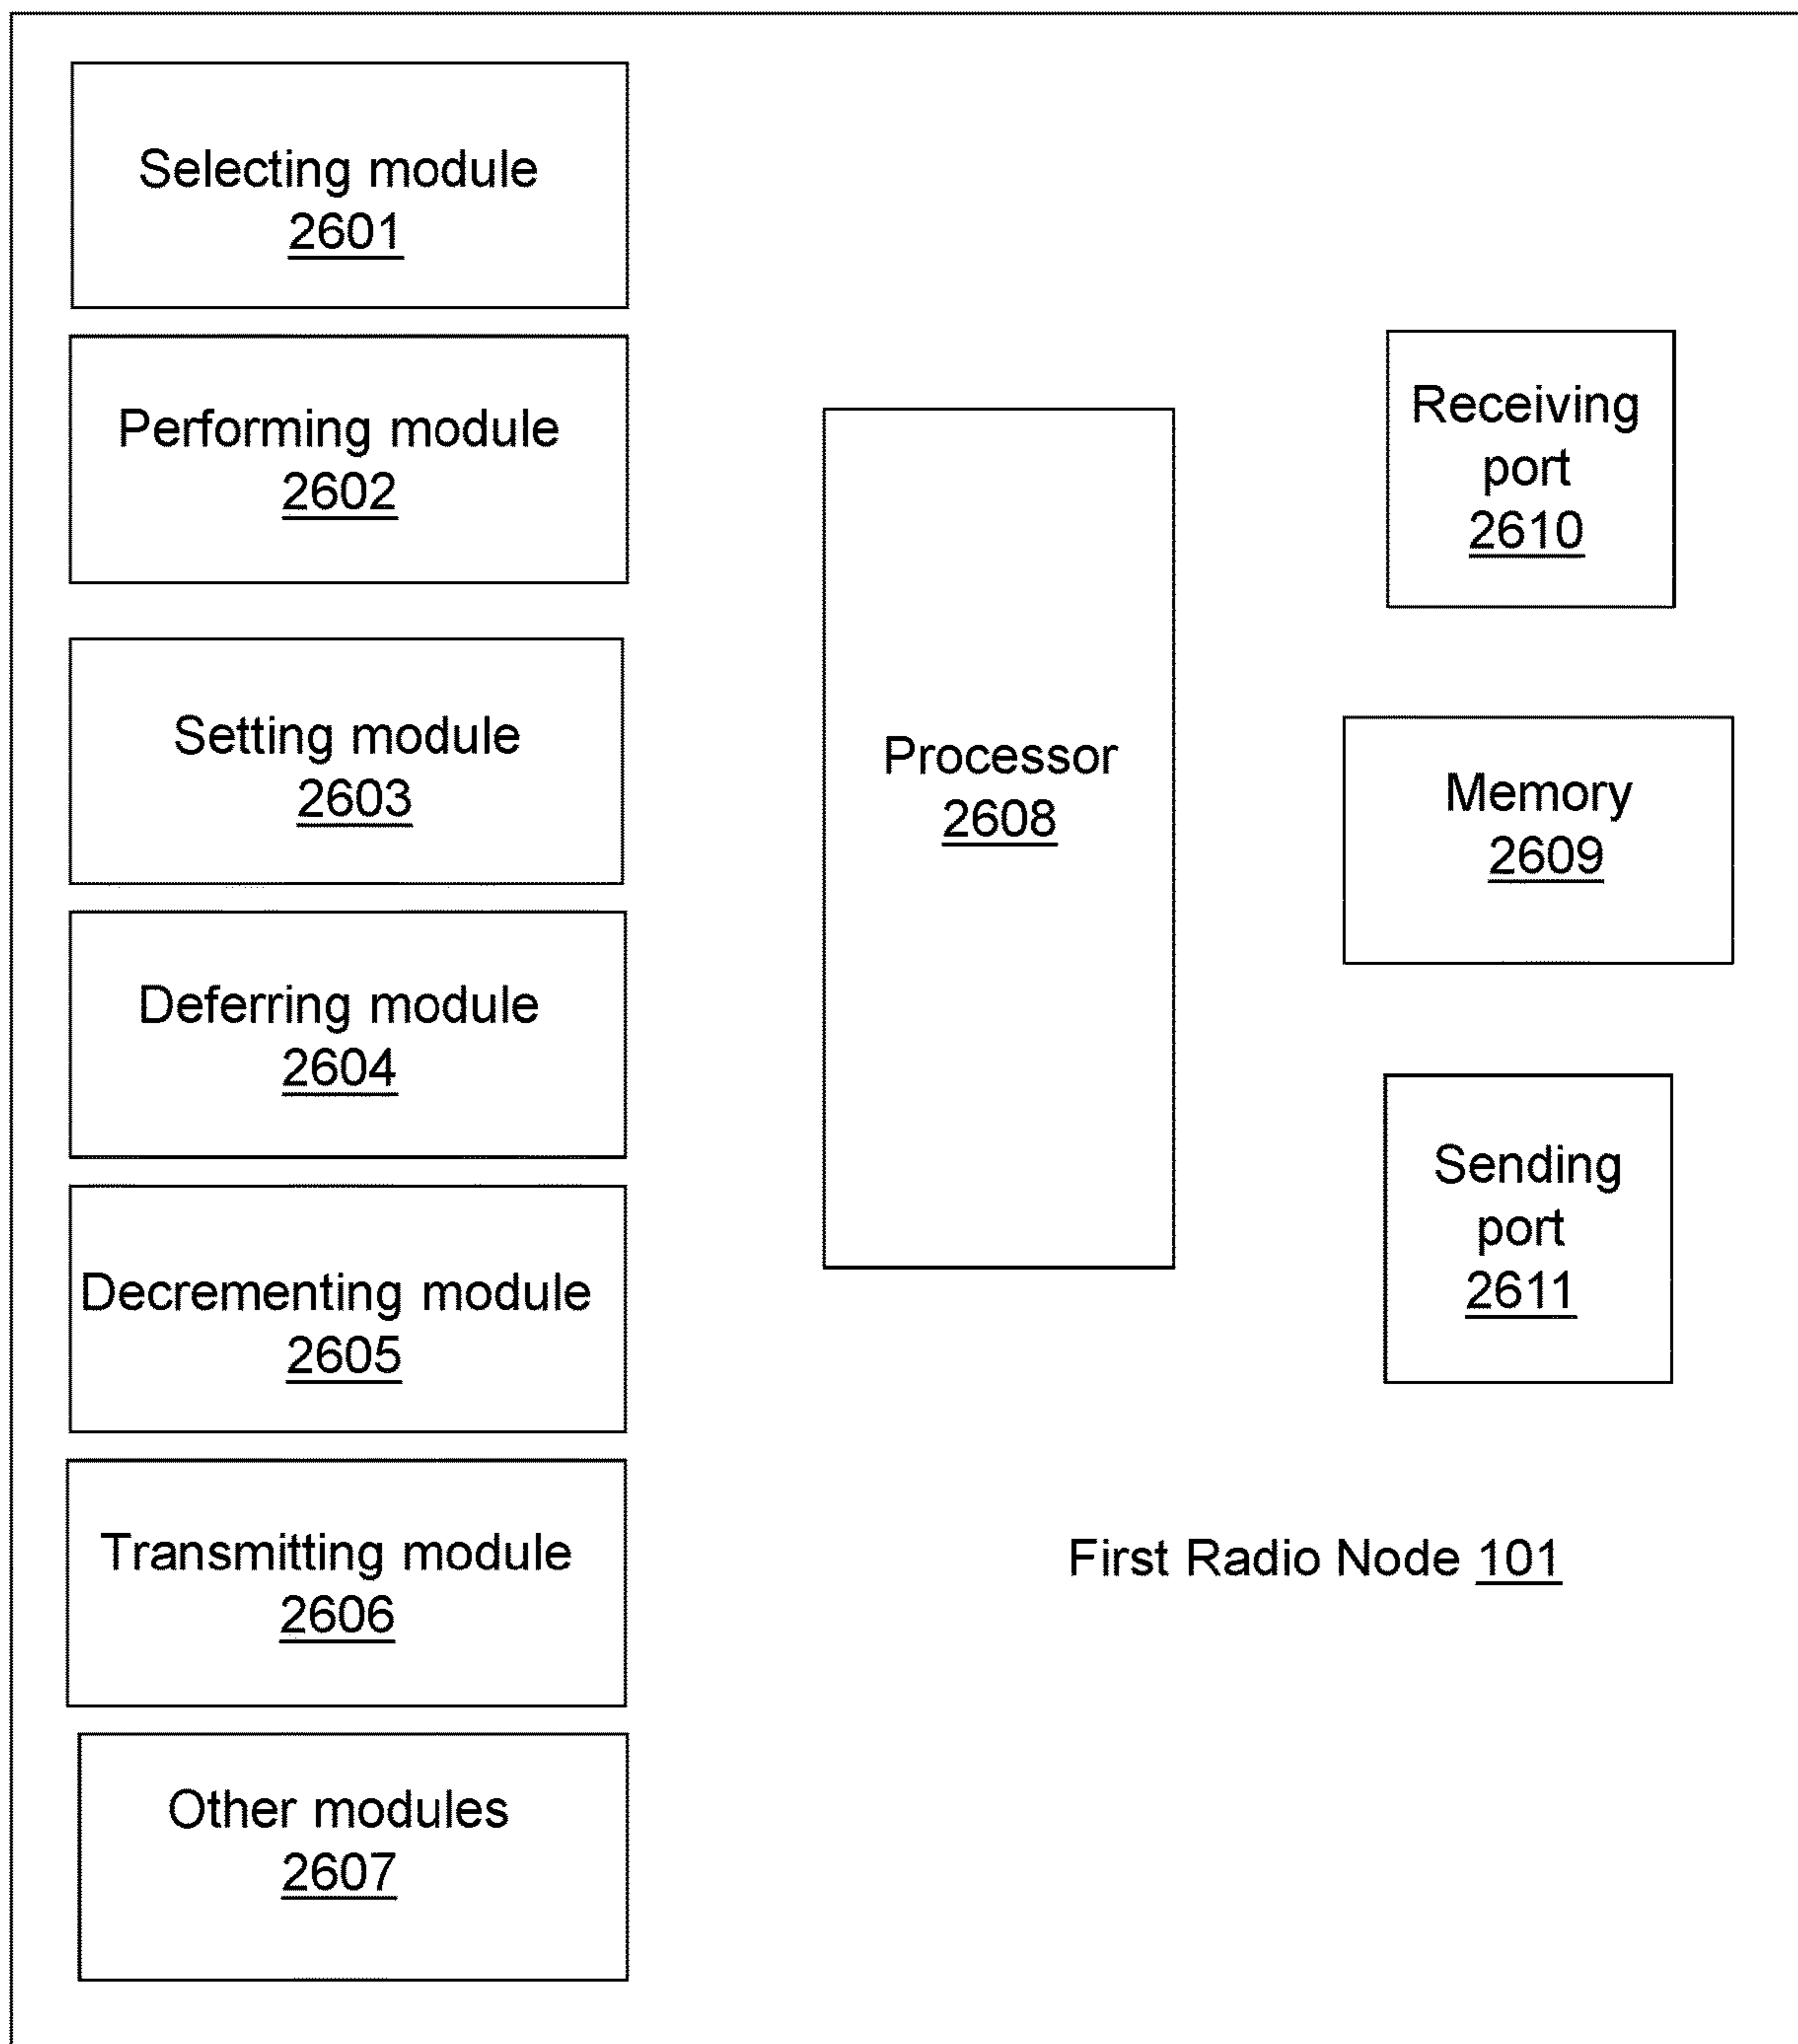 Selecting module
2601
Performing module
2602
Setting module
2603
Deferring module
2604
Decrementing module
2605
Transmitting module
2606
Other modules
2607
Processor
2608
Receiving
port
2610
Memory
2609
Sending
port
2611
First Radio Node 101